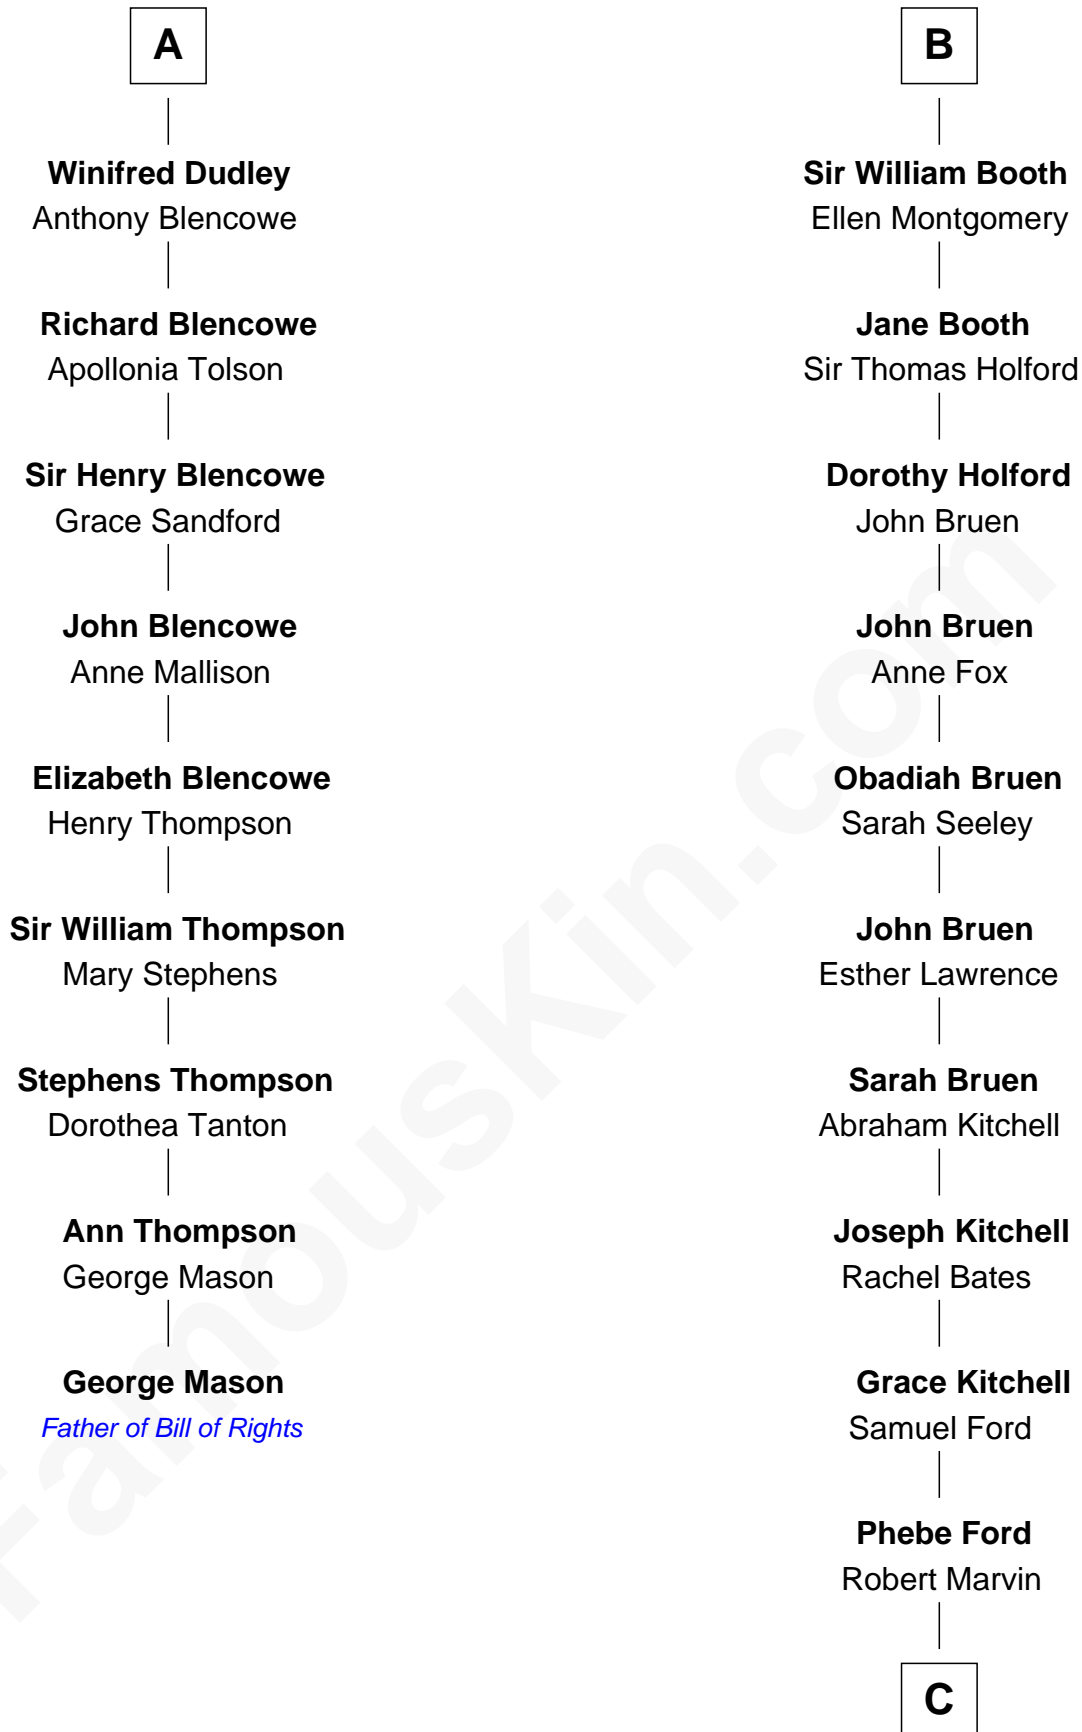 A
Winifred Dudley
Anthony Blencowe
Richard Blencowe
Apollonia Tolson
Sir Henry Blencowe
Grace Sandford
John Blencowe
Anne Mallison
Elizabeth Blencowe
Henry Thompson
Sir William Thompson
Mary Stephens
Stephens Thompson
Dorothea Tanton
Ann Thompson
George Mason
George Mason
Father of Bill of Rights
B
Sir William Booth
Ellen Montgomery
Jane Booth
Sir Thomas Holford
Dorothy Holford
John Bruen
John Bruen
Anne Fox
Obadiah Bruen
Sarah Seeley
John Bruen
Esther Lawrence
Sarah Bruen
Abraham Kitchell
Joseph Kitchell
Rachel Bates
Grace Kitchell
Samuel Ford
Phebe Ford
Robert Marvin
C
FamousKin.com